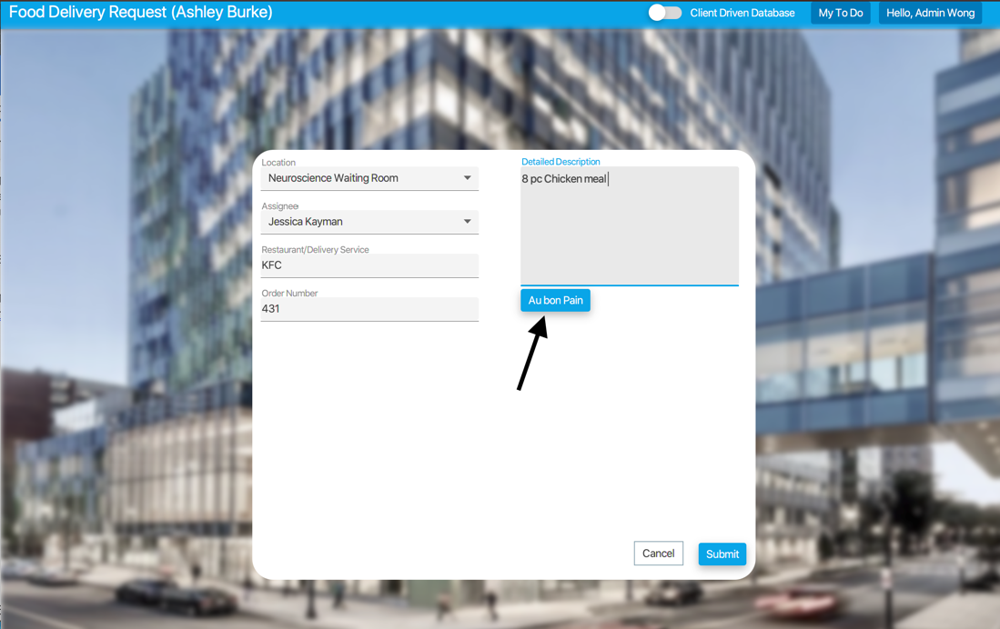 Food Delivery Request (Ashley Burke)
Client Driven Database
My To Do
Hello, Admin Wong
Location
Neuroscience Waiting Room
Assignee
Jessica Kayman
Restaurant/Delivery Service
KFC
Order Number
431
Detailed Description
8 pc Chicken meal
Au bon Pain
Cancel
Submit